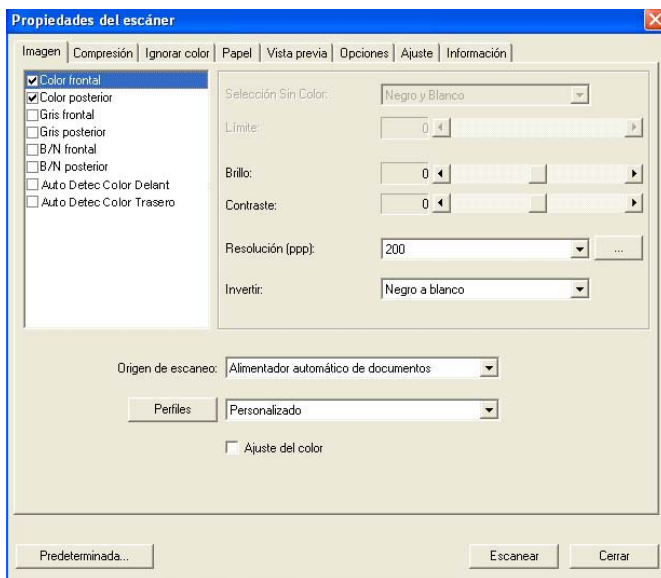 Propiedades del escáner
Imagen Compresión Ignorar color Papel Vista previa Opciones Ajuste Información
Color frontal
Color posterior
Gris frontal
Gris posterior
B/N frontal
B/N posterior
Auto Detec Color Delant
Auto Detec Color Trasero
Selección Sin Color: Negro y Blanco
Límite: 0
Brillo: 0
Contraste: 0
Resolución (ppp): 200 ...
Invertir: Negro a blanco
Origen de escaneo: Alimentador automático de documentos
Perfiles Personalizado
Ajuste del color
Predeterminada... Escanear Cerrar